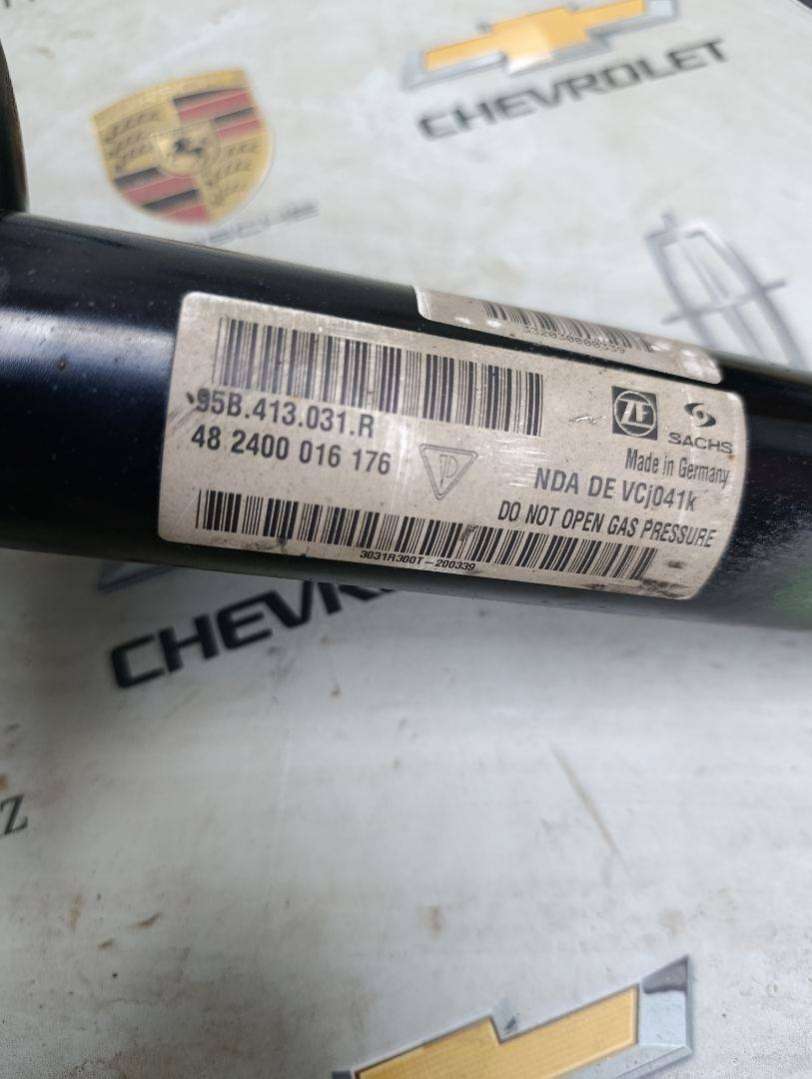 CHEVROLET
95B.413.031.R
48 2400 016 176
ZF
SACHS
Made in Germany
NDA DE VCj041k
DO NOT OPEN GAS PRESSURE
3031R300T-200339
CHEV
Z